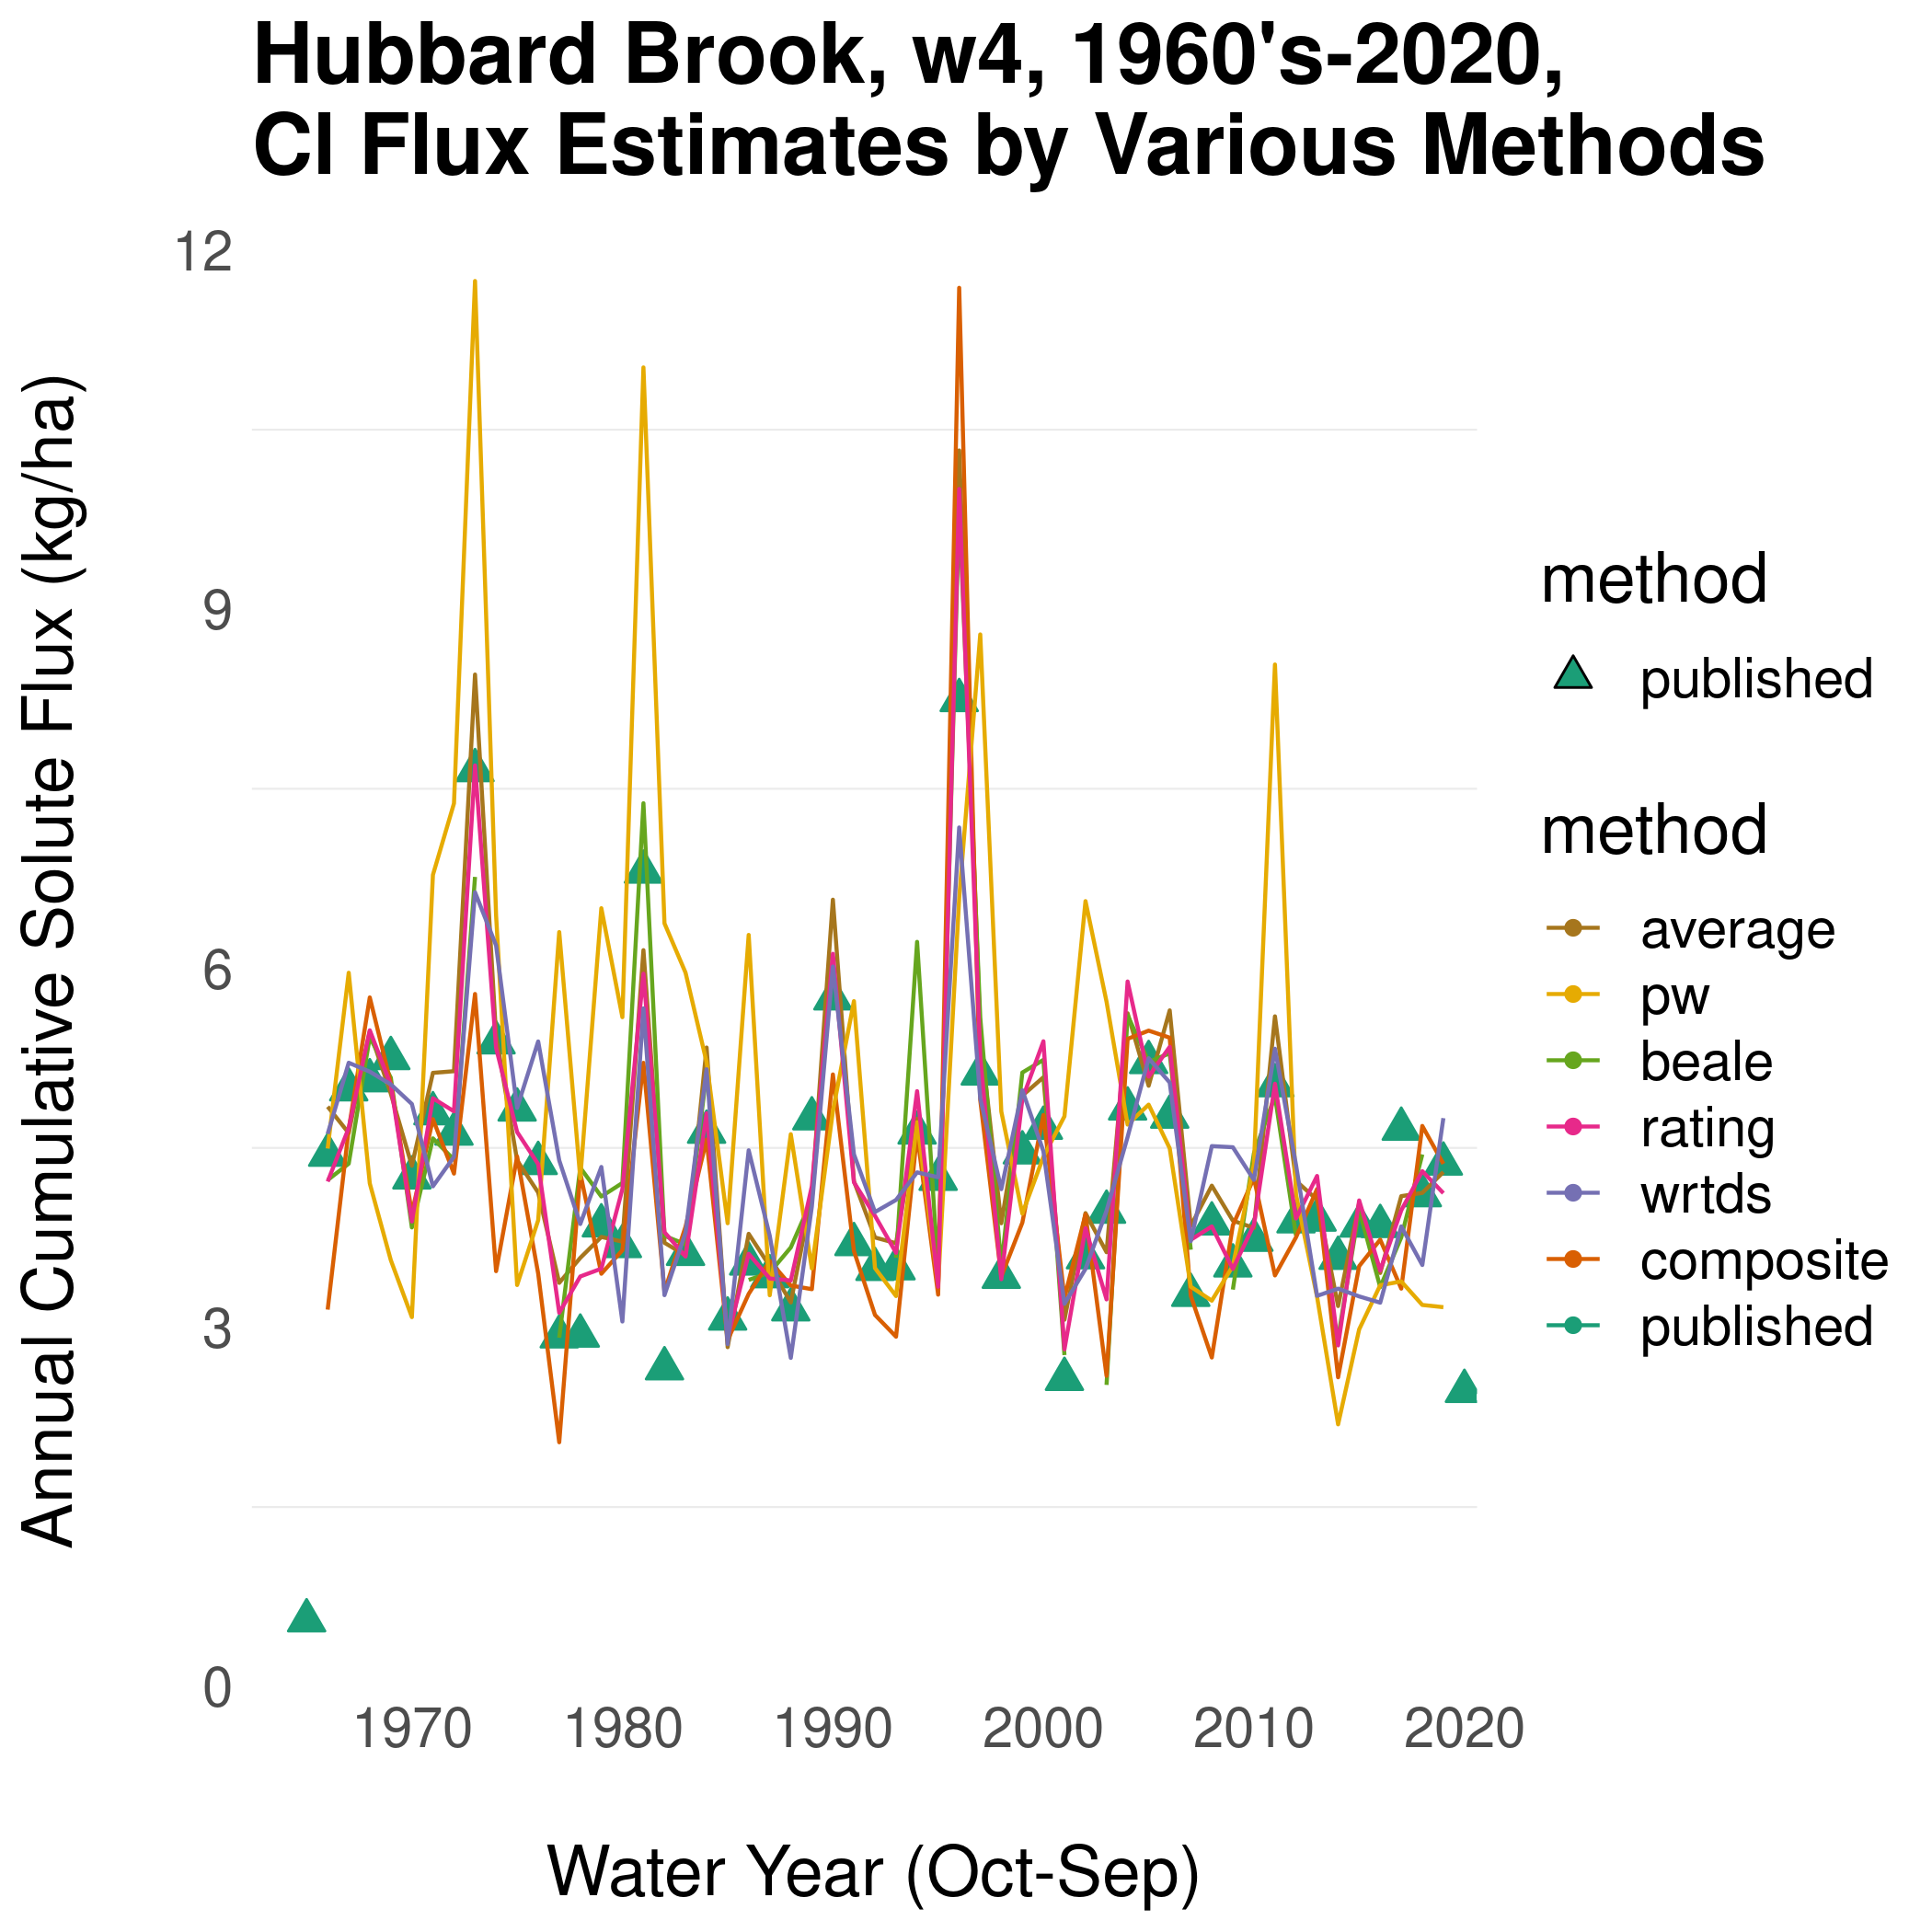 Hubbard Brook, w4, 1960's-2020,
Cl Flux Estimates by Various Methods
Annual Cumulative Solute Flux (kg/ha)
12
9
6
3
0
1970 1980 1990 2000 2010 2020
Water Year (Oct-Sep)
method
published
method
average
pw
beale
rating
wrtds
composite
published